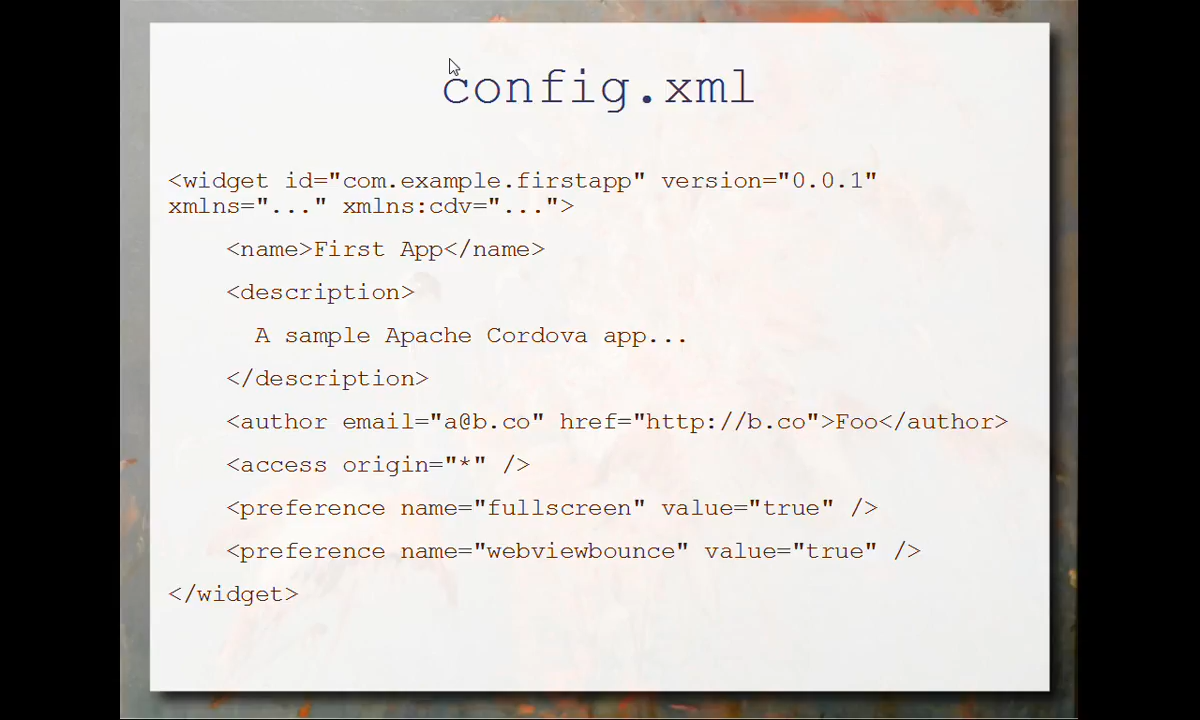 config.xml
<widget id="com.example.firstapp" version="0.0.1"
xmlns="..." xmlns:cdv="...">
<name>First App</name>
<description>
A sample Apache Cordova app...
</description>
<author email="a@b.co" href="http://b.co">Foo</author>
<access origin="*" />
<preference name="fullscreen" value="true" />
<preference name="webviewbounce" value="true" />
</widget>